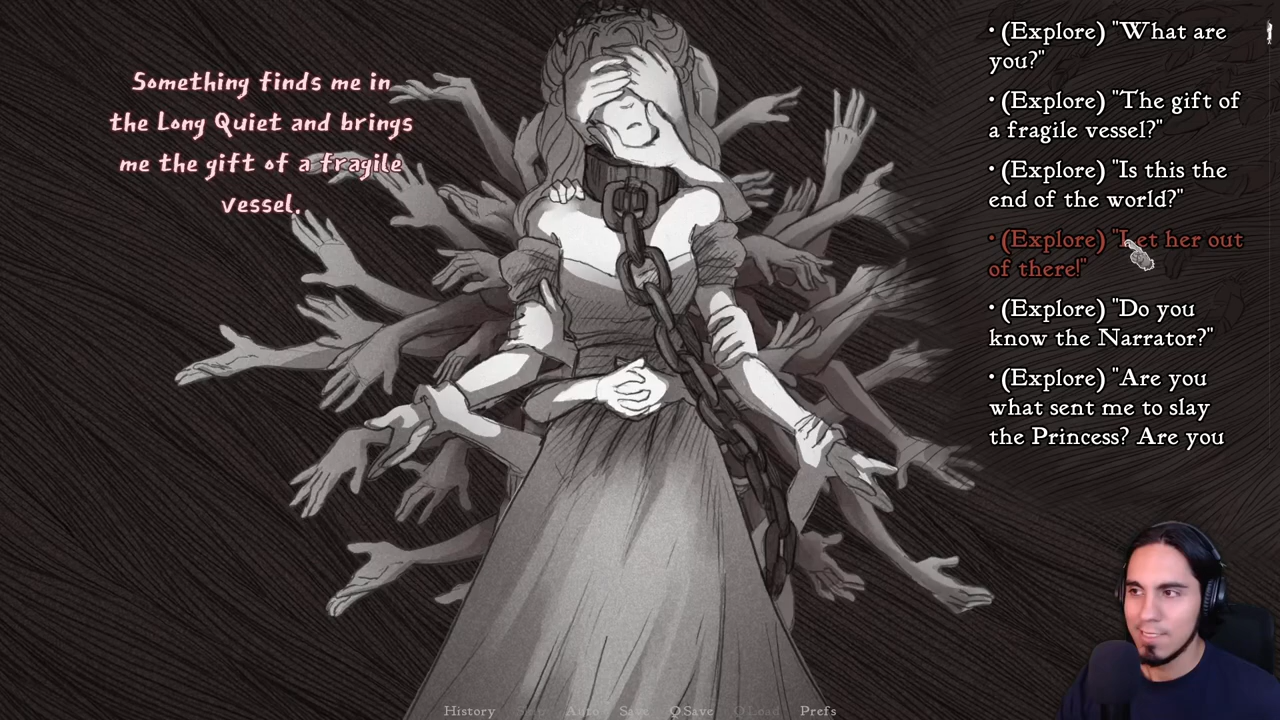 Something finds me in
the Long Quiet and brings
me the gift of a fragile
vessel.
• (Explore) "What are
you?"
• (Explore) "The gift of
a fragile vessel?"
• (Explore) "Is this the
end of the world?"
• (Explore) "Let her out
of there!"
• (Explore) "Do you
know the Narrator?"
• (Explore) "Are you
what sent me to slay
the Princess? Are you
History Auto Save Q.Save Q.Load Prefs